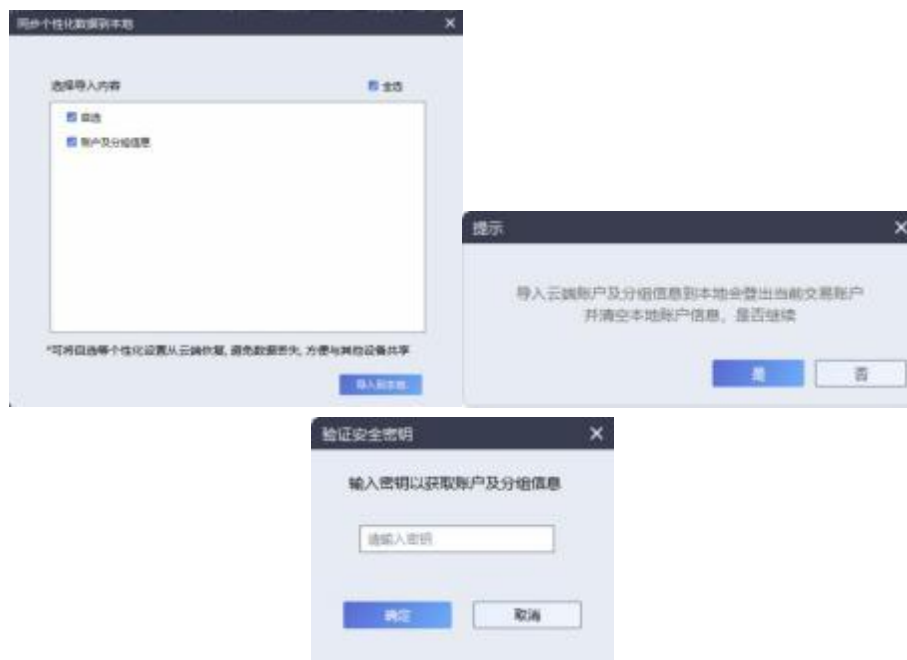 同步个性化数据到本地
选择导入内容
全选
自选
账户及分组信息
*可将自选等个性化设置从云端恢复, 避免数据丢失, 方便与其他设备共享
导入到本地
提示
导入云端账户及分组信息到本地会登出当前交易账户
并清空本地账户信息，是否继续
是
否
验证安全密钥
输入密钥以获取账户及分组信息
请输入密钥
确定
取消